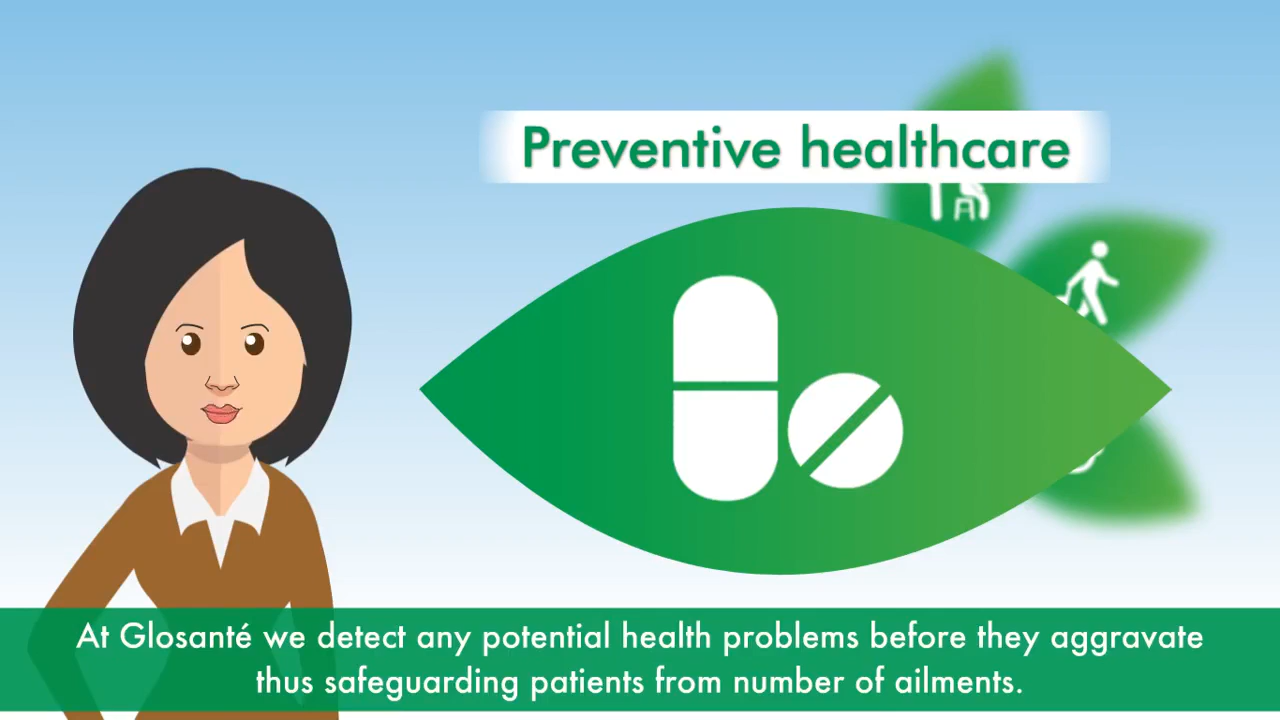 Preventive healthcare
At Glosanté we detect any potential health problems before they aggravate
thus safeguarding patients from number of ailments.